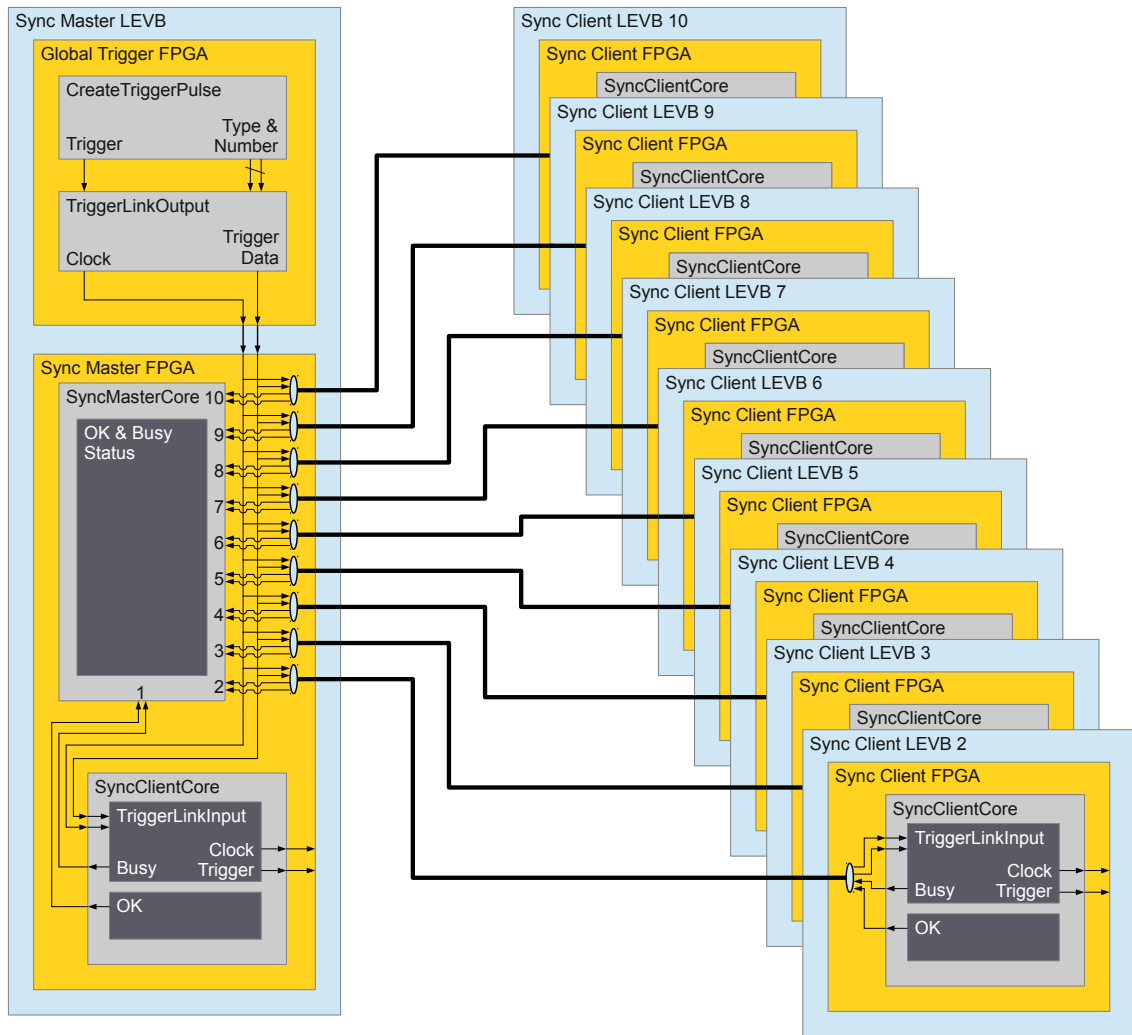 Sync Master LEVB
Global Trigger FPGA
CreateTriggerPulse
Trigger
Type &
Number
TriggerLinkOutput
Clock
Trigger
Data
Sync Master FPGA
SyncMasterCore 10
OK & Busy
Status
9
8
7
6
5
4
3
2
1
SyncClientCore
TriggerLinkInput
Clock
Busy
Trigger
OK
Sync Client LEVB 10
Sync Client FPGA
SyncClientCore
Sync Client LEVB 9
Sync Client FPGA
SyncClientCore
Sync Client LEVB 8
Sync Client FPGA
SyncClientCore
Sync Client LEVB 7
Sync Client FPGA
SyncClientCore
Sync Client LEVB 6
Sync Client FPGA
SyncClientCore
Sync Client LEVB 5
Sync Client FPGA
SyncClientCore
Sync Client LEVB 4
Sync Client FPGA
SyncClientCore
Sync Client LEVB 3
Sync Client FPGA
SyncClientCore
Sync Client LEVB 2
Sync Client FPGA
SyncClientCore
TriggerLinkInput
Clock
Busy
Trigger
OK